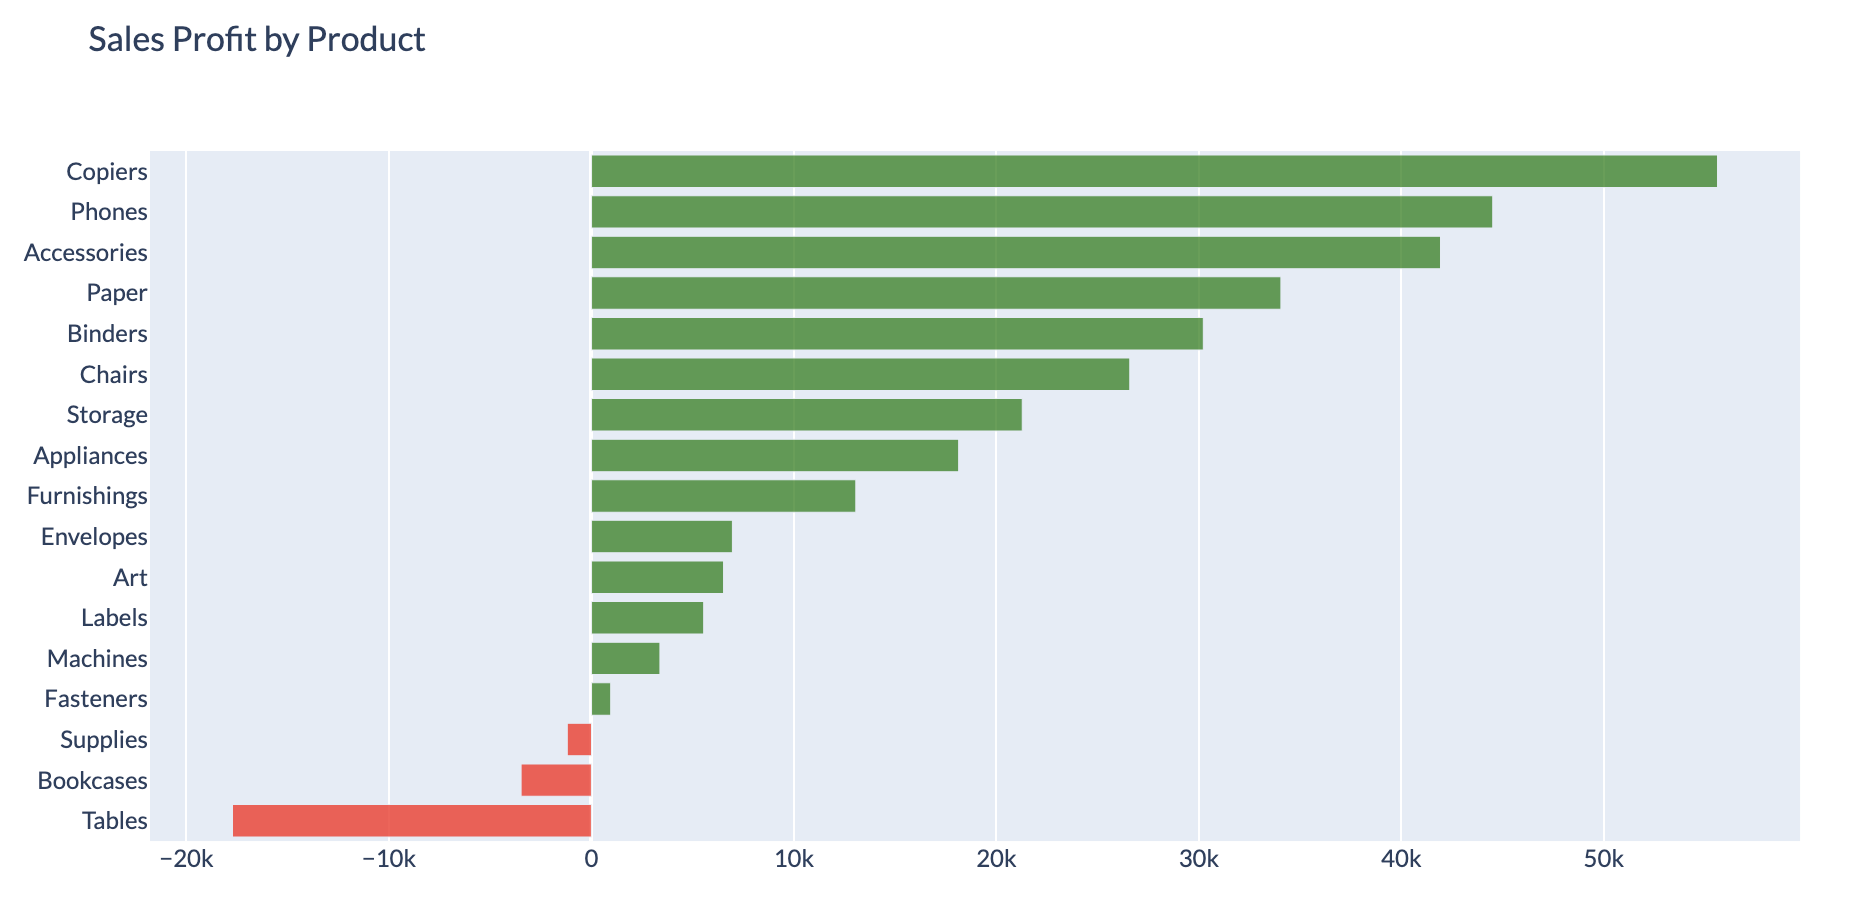 Sales Profit by Product
Copiers
Phones
Accessories
Paper
Binders
Chairs
Storage
Appliances
Furnishings
Envelopes
Art
Labels
Machines
Fasteners
Supplies
Bookcases
Tables
−20k −10k 0 10k 20k 30k 40k 50k